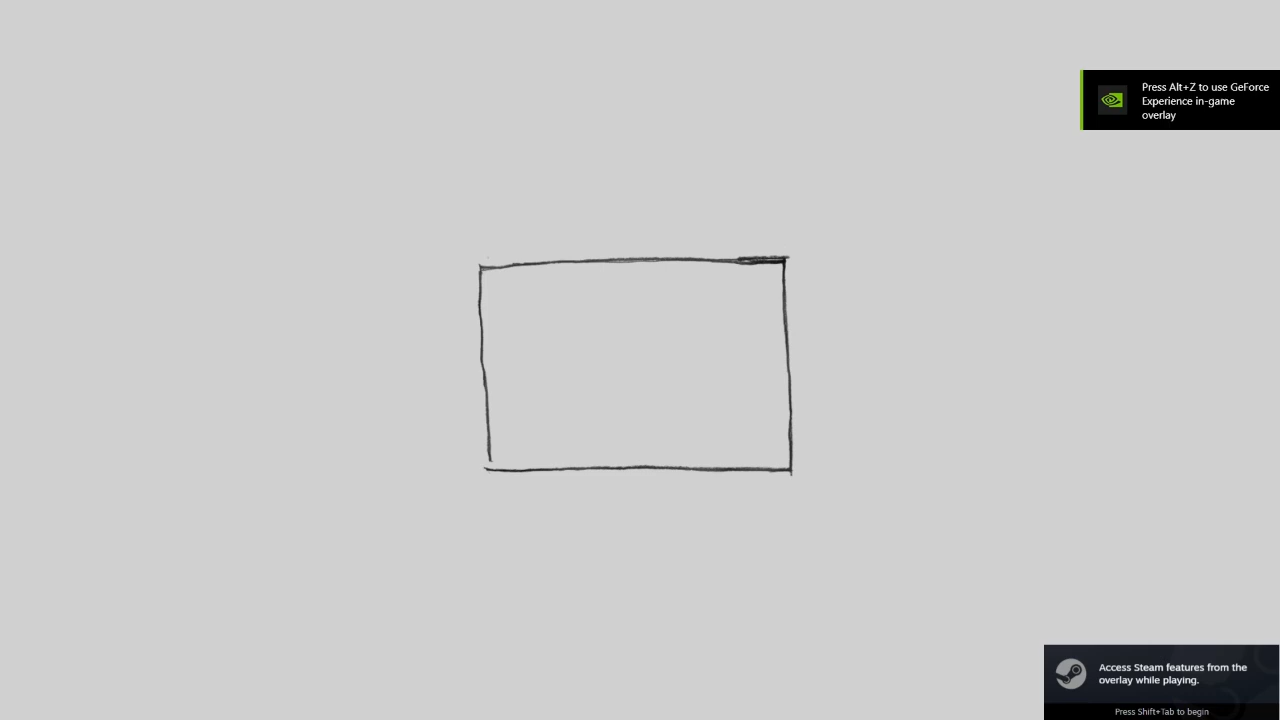 Press Alt+Z to use GeForce
Experience in-game
overlay
Access Steam features from the
overlay while playing.
Press Shift+Tab to begin